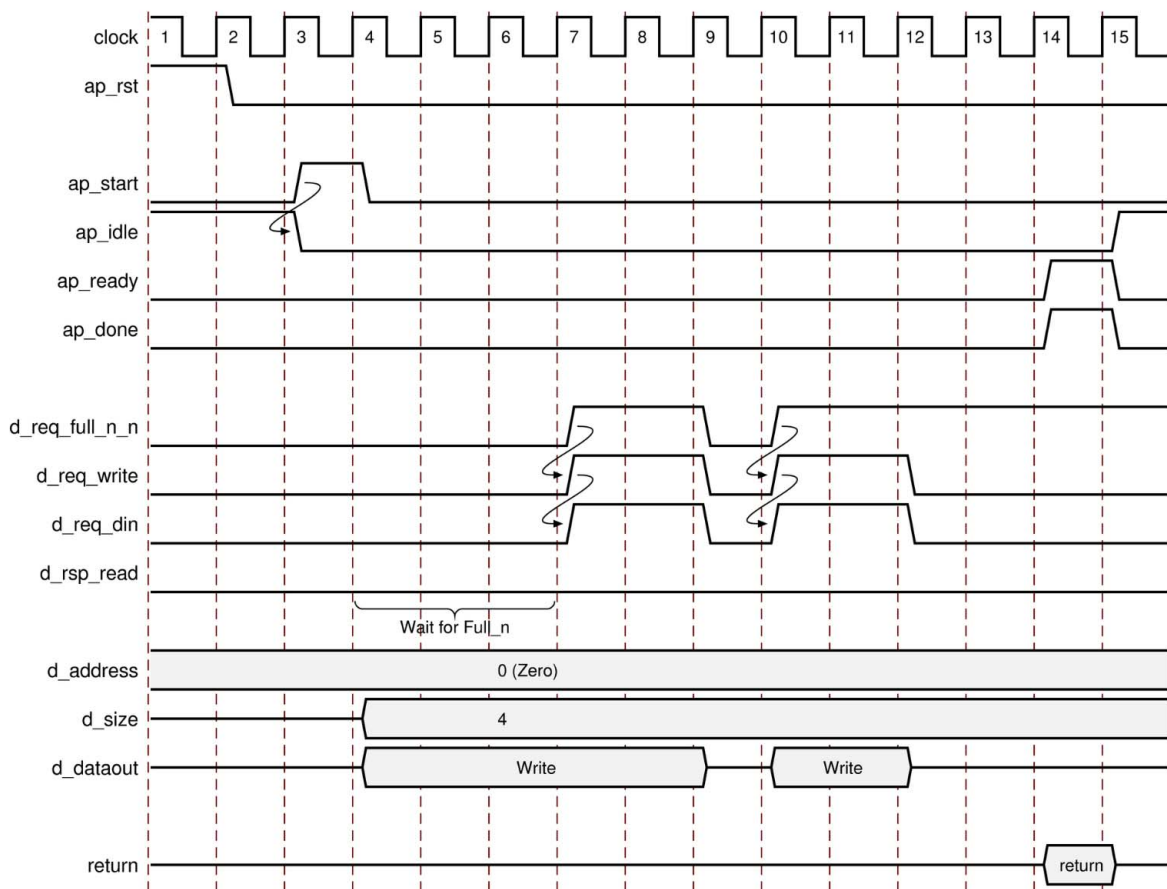 clock 1 2 3 4 5 6 7 8 9 10 11 12 13 14 15
ap_rst
ap_start
ap_idle
ap_ready
ap_done
d_req_full_n_n
d_req_write
d_req_din
d_rsp_read
Wait for Full_n
d_address 0 (Zero)
d_size 4
d_dataout Write Write
return return